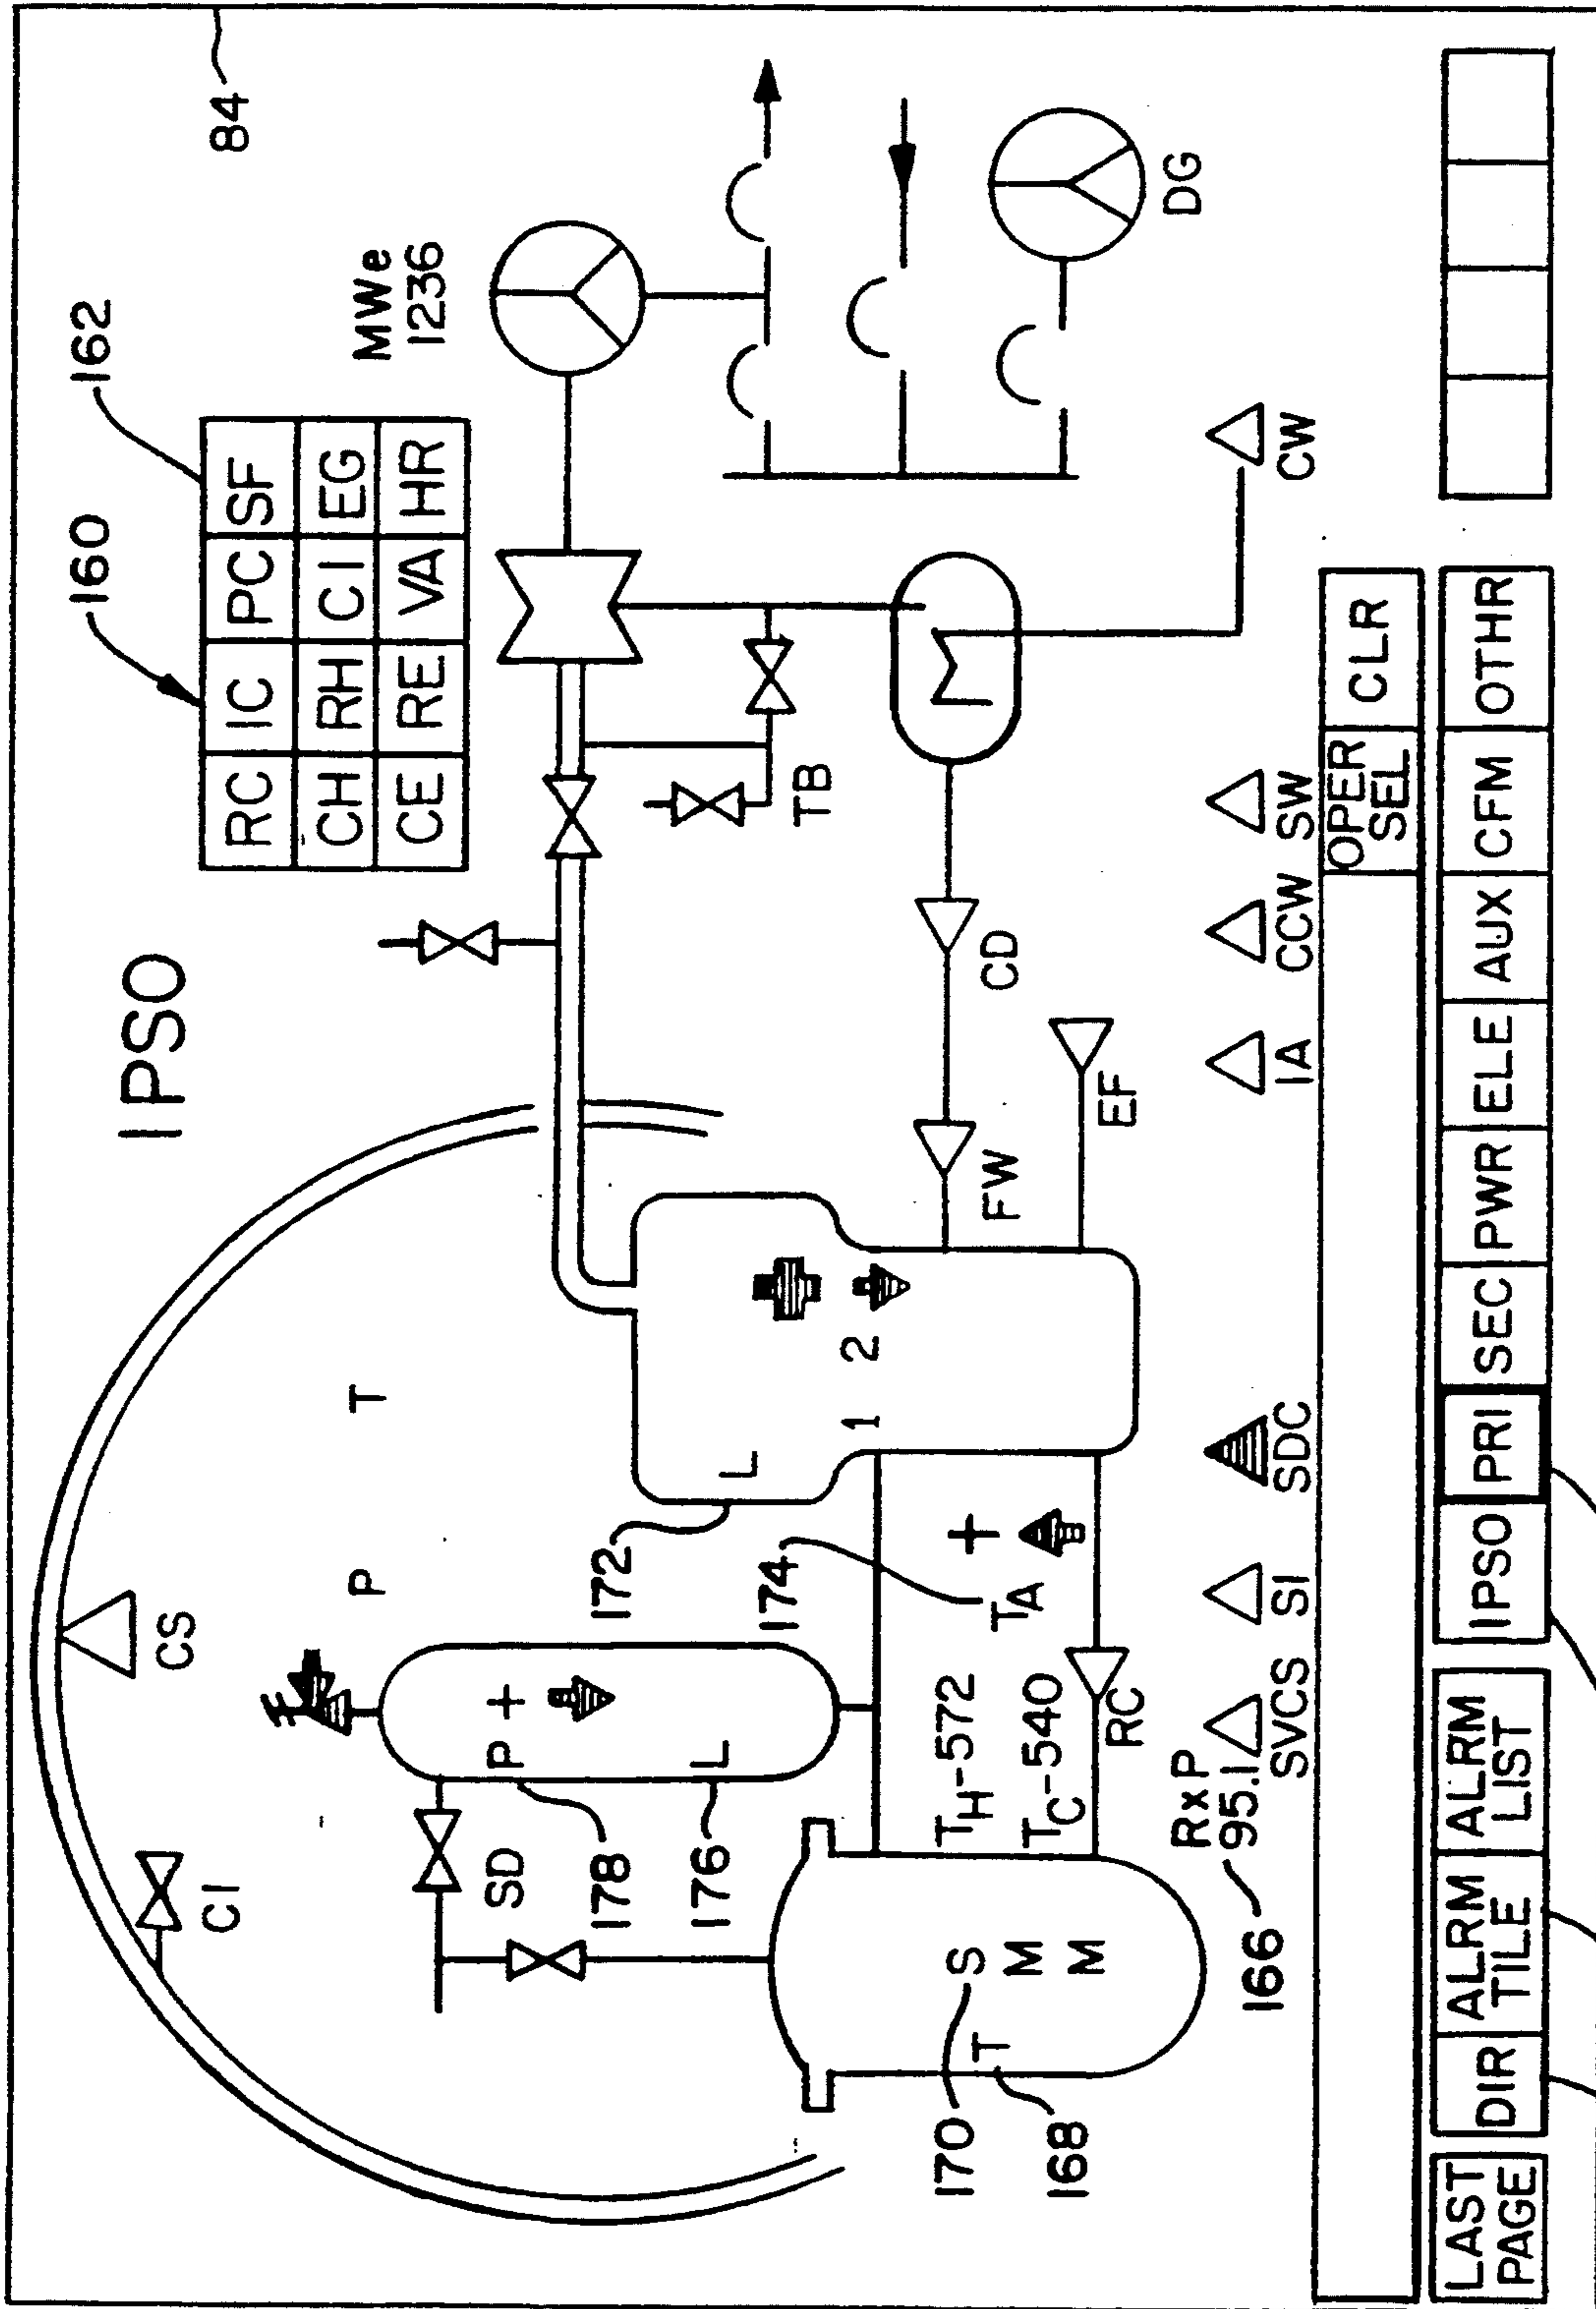 84
IPSO
160
162
RC IC PC SF
CH RH CI EG
CE RE VA HR
MWe
1236
CI
CS
P T
SD
TB
178
P +
176
L
172
L
174
1 2
TH-572
TA +
TC-540
170
S
M
M
T
168
RC
FW
CD
EF
DG
RxP
95.1
166
SVCS SI SDC IA CCW SW CW
OPER
SEL
CLR
LAST
PAGE
DIR
ALRM
TILE
ALRM
LIST
IPSO PRI SEC PWR ELE AUX CFM OTHR